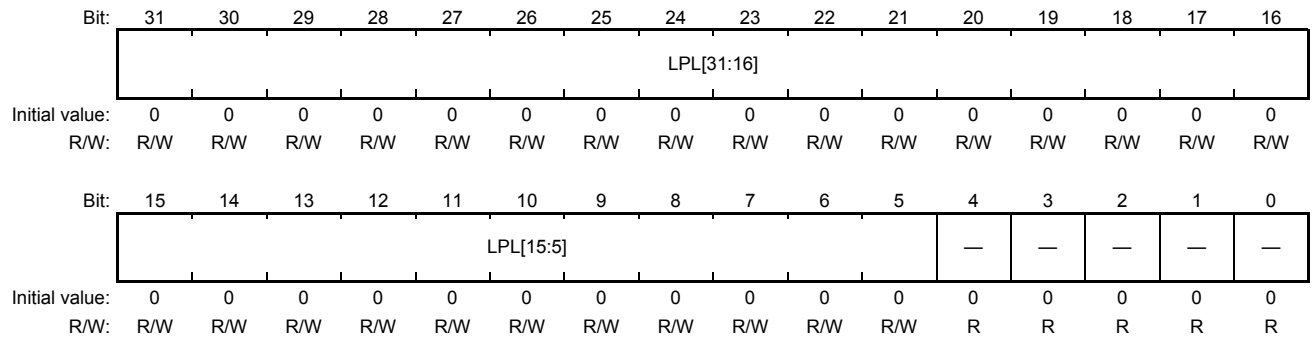 Bit: 31 30 29 28 27 26 25 24 23 22 21 20 19 18 17 16
LPL[31:16]
Initial value: 0 0 0 0 0 0 0 0 0 0 0 0 0 0 0 0
R/W: R/W R/W R/W R/W R/W R/W R/W R/W R/W R/W R/W R/W R/W R/W R/W R/W
Bit: 15 14 13 12 11 10 9 8 7 6 5 4 3 2 1 0
LPL[15:5] — — — — —
Initial value: 0 0 0 0 0 0 0 0 0 0 0 0 0 0 0 0
R/W: R/W R/W R/W R/W R/W R/W R/W R/W R/W R/W R/W R R R R R